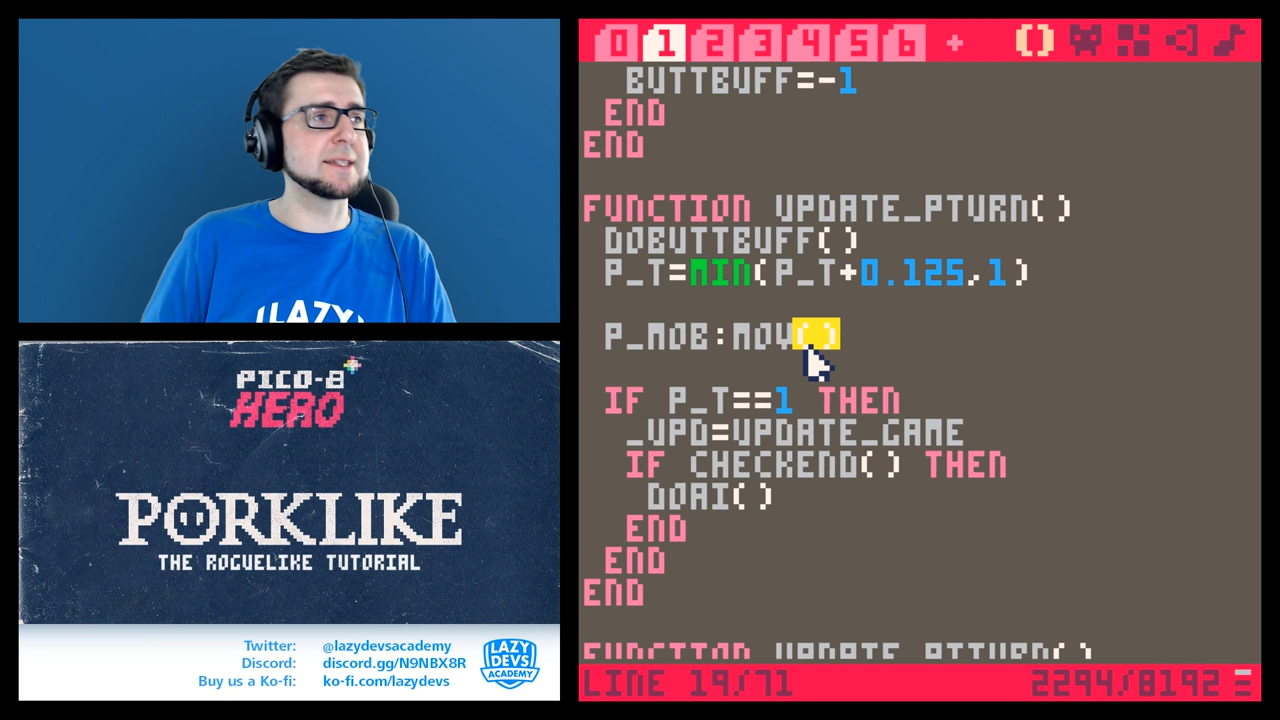 0 1 2 3 4 5 6 +
BUTTBUFF=-1
END
END
FUNCTION UPDATE_PTURN()
DOBUTTBUFF()
P_T=MIN(P_T+0.125,1)
P_MOB:MOV()
IF P_T==1 THEN
_UPD=UPDATE_GAME
IF CHECKEND() THEN
DOAI()
END
END
END
FUNCTION UPDATE_AITURN()
LINE 19/71 2294/8192
LAZY
PICO-8
HERO
PORKLIKE
THE ROGUELIKE TUTORIAL
Twitter: @lazydevsacademy
Discord: discord.gg/N9NBX8R
Buy us a Ko-fi: ko-fi.com/lazydevs
LAZY
DEVS
ACADEMY